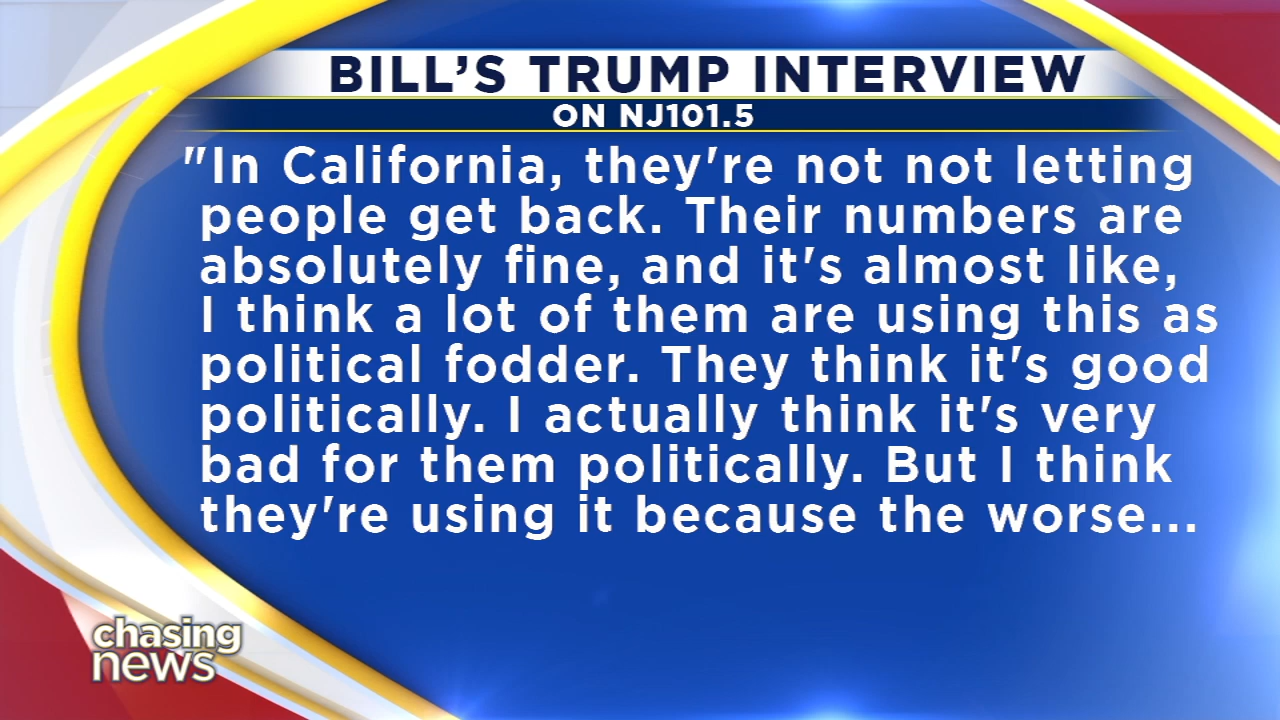 BILL'S TRUMP INTERVIEW
ON NJ101.5
"In California, they're not not letting
people get back. Their numbers are
absolutely fine, and it's almost like,
I think a lot of them are using this as
political fodder. They think it's good
politically. I actually think it's very
bad for them politically. But I think
they're using it because the worse...
chasing
news